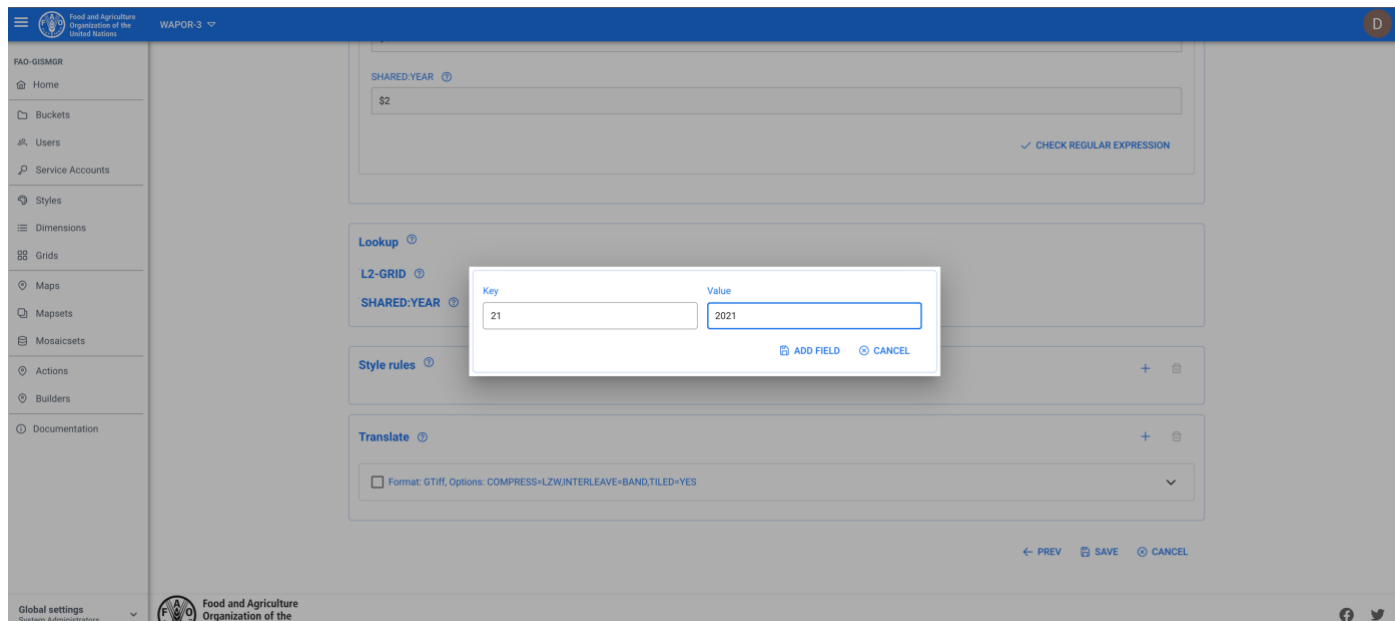 Food and Agriculture
Organization of the
United Nations
WAPOR-3
D
FAO-GISMGR
Home
Buckets
Users
Service Accounts
Styles
Dimensions
Grids
Maps
Mapsets
Mosaicsets
Actions
Builders
Documentation
Global settings
System Administrators
SHARED:YEAR
$2
CHECK REGULAR EXPRESSION
Lookup
L2-GRID
SHARED:YEAR
Key Value
21 2021
ADD FIELD CANCEL
Style rules
Translate
Format: GTiff, Options: COMPRESS=LZW,INTERLEAVE=BAND,TILED=YES
PREV SAVE CANCEL
Food and Agriculture
Organization of the